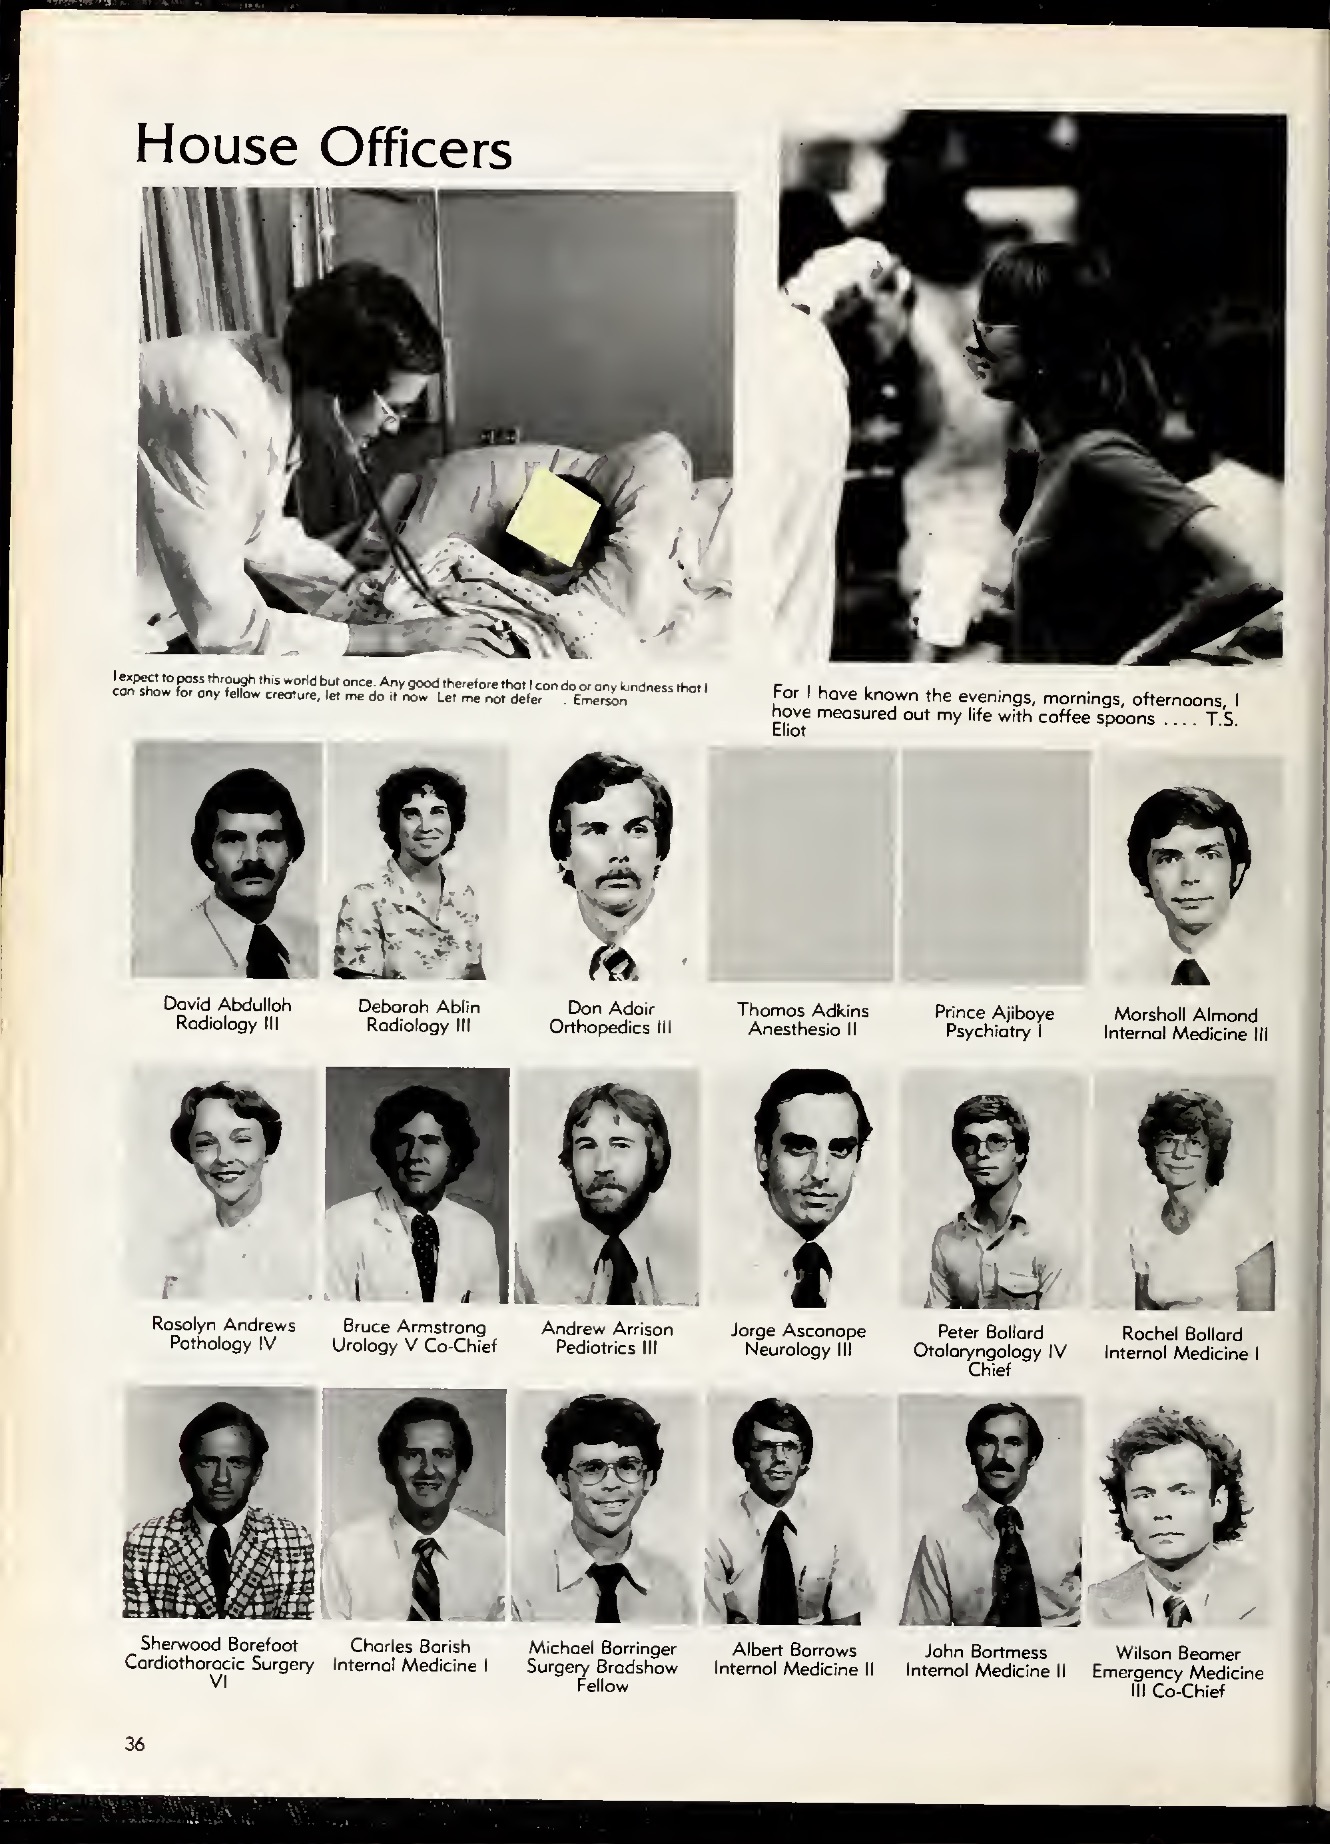 House Officers
I expect to pass through this world but once. Any good therefore that I can do or any kindness that I
can show for any fellow creature, let me do it now Let me not defer . Emerson
For I have known the evenings, mornings, afternoons, I
have measured out my life with coffee spoons .... T.S.
Eliot
David Abdullah
Radiology III
Deborah Ablin
Radiology III
Don Adair
Orthopedics III
Thomas Adkins
Anesthesia II
Prince Ajiboye
Psychiatry I
Marshall Almond
Internal Medicine III
Rosalyn Andrews
Pathology IV
Bruce Armstrong
Urology V Co-Chief
Andrew Arrison
Pediatrics III
Jorge Asconape
Neurology III
Peter Ballard
Otolaryngology IV
Chief
Rachel Ballard
Internal Medicine I
Sherwood Barefoot
Cardiothoracic Surgery
VI
Charles Barish
Internal Medicine I
Michael Barringer
Surgery Bradshaw
Fellow
Albert Barrows
Internal Medicine II
John Bartmess
Internal Medicine II
Wilson Beamer
Emergency Medicine
III Co-Chief
36